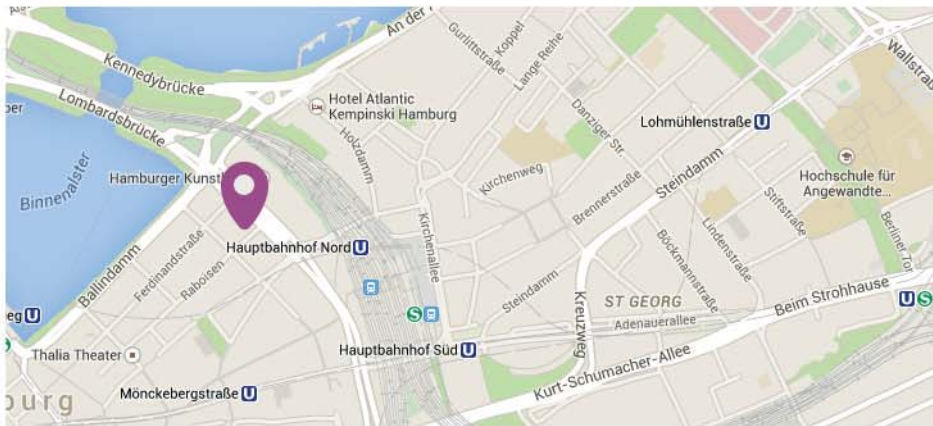 An der
Kennedybrücke
Lombardsbrücke
Binnenalster
Hamburger Kunst
Ballindamm
Ferdinandstraße
Raboisen
Hauptbahnhof Nord U
Thalia Theater
Mönckebergstraße U
burg
Hotel Atlantic
Kempinski Hamburg
Holzdamm
Gurlittstraße
Koppel
Lange Reihe
Danziger Str.
Kirchenweg
Kirchenallee
S
Hauptbahnhof Süd U
Lohmühlenstraße U
Steindamm
Brennerstraße
Steindamm
Kreuzweg
ST GEORG
Adenauerallee
Kurt-Schumacher-Allee
Böckmannstraße
Lindenstraße
Stiftstraße
Beim Strohhause
Hochschule für
Angewandte...
Berliner Tor
Wallstraß
U S
eg U